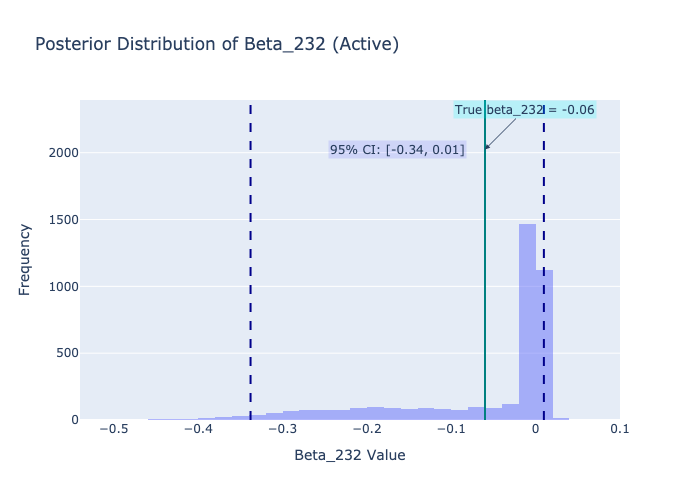 Posterior Distribution of Beta_232 (Active)
True beta_232 = -0.06
95% CI: [-0.34, 0.01]
2000
1500
1000
500
0
Frequency
−0.5 −0.4 −0.3 −0.2 −0.1 0 0.1
Beta_232 Value